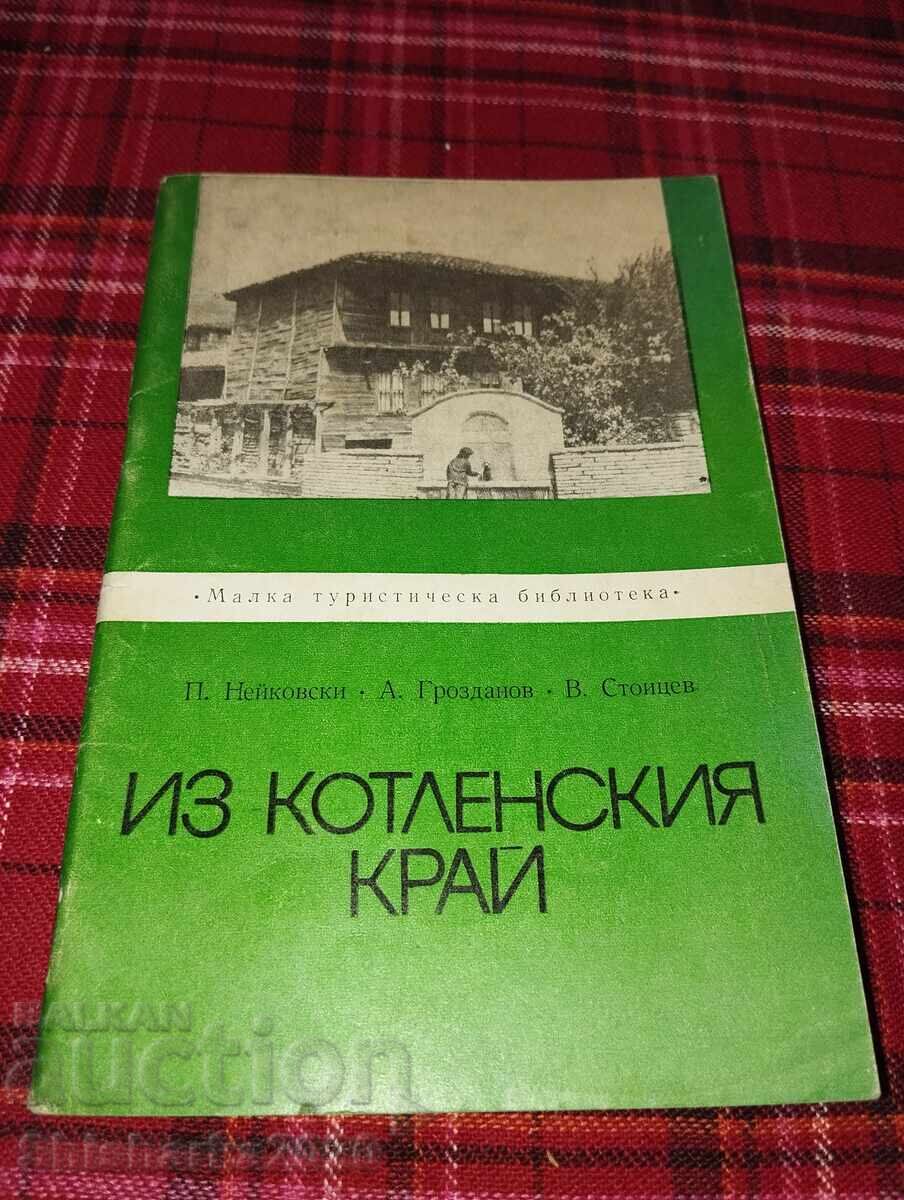 • Малка туристическа библиотека •
П. Нейковски • А. Грозданов • В. Стоицев
ИЗ КОТЛЕНСКИЯ
КРАЙ
BALKAN
auction